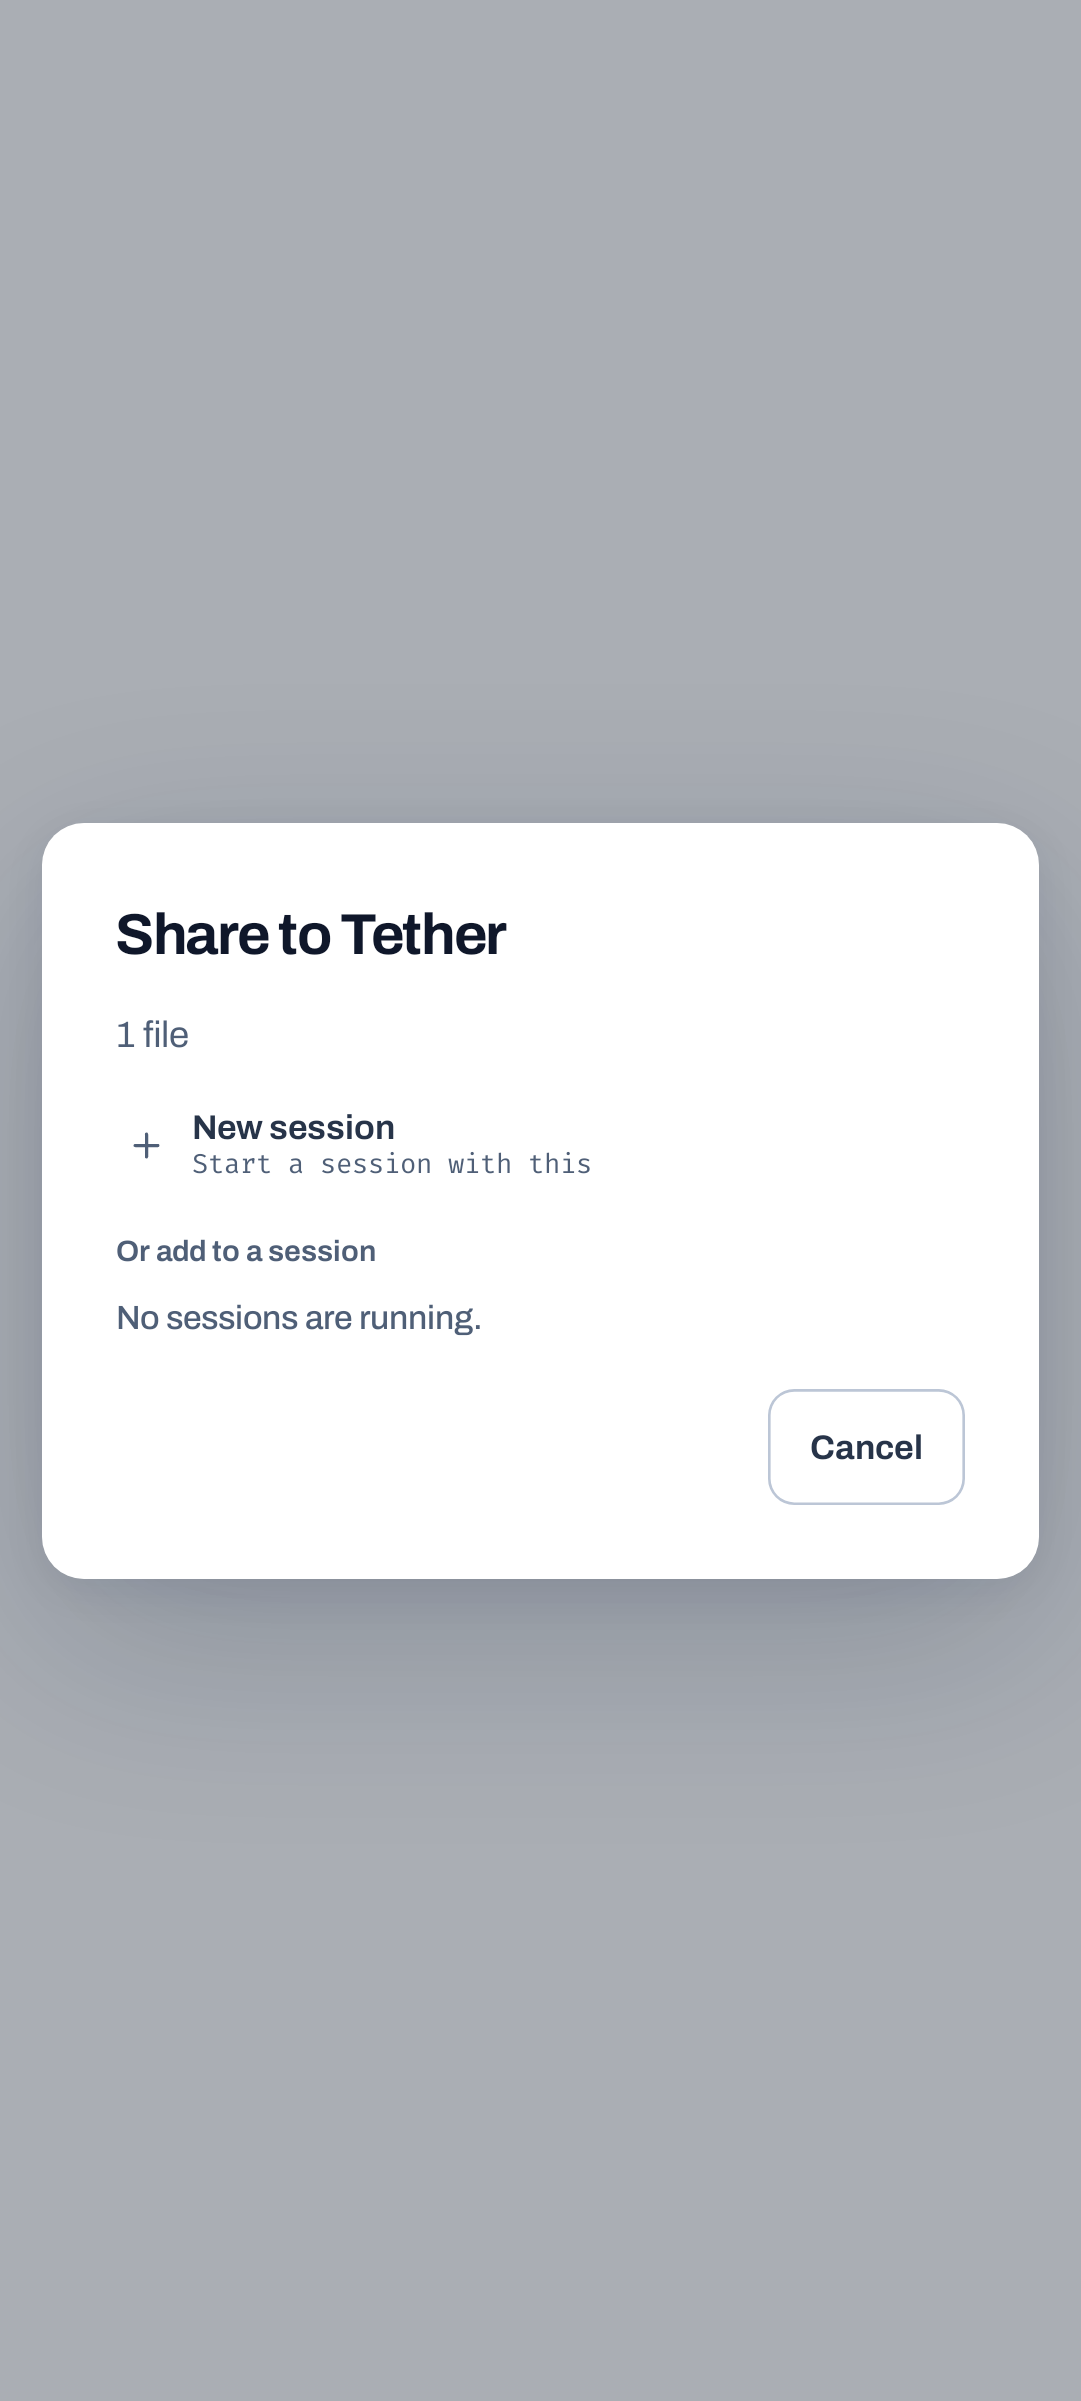 Share to Tether
1 file
New session
Start a session with this
Or add to a session
No sessions are running.
Cancel